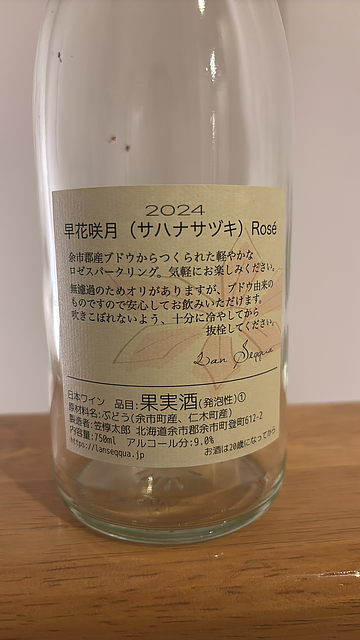 2024
早花咲月（サハナサヅキ）Rosé
余市郡産ブドウからつくられた軽やかな
ロゼスパークリング。気軽にお楽しみください。
無濾過のためオリがありますが、ブドウ由来の
ものですので安心してお飲みいただけます。
吹きこぼれないよう、十分に冷やしてから
抜栓してください。
Lan Seqqua
日本ワイン 品目:果実酒(発泡性)①
原材料名:ぶどう(余市町産、仁木町産)
製造者:笠惇太郎 北海道余市郡余市町登町612-2
内容量:750ml アルコール分:9.0%
https://lanseqqua.jp お酒は20歳になってから